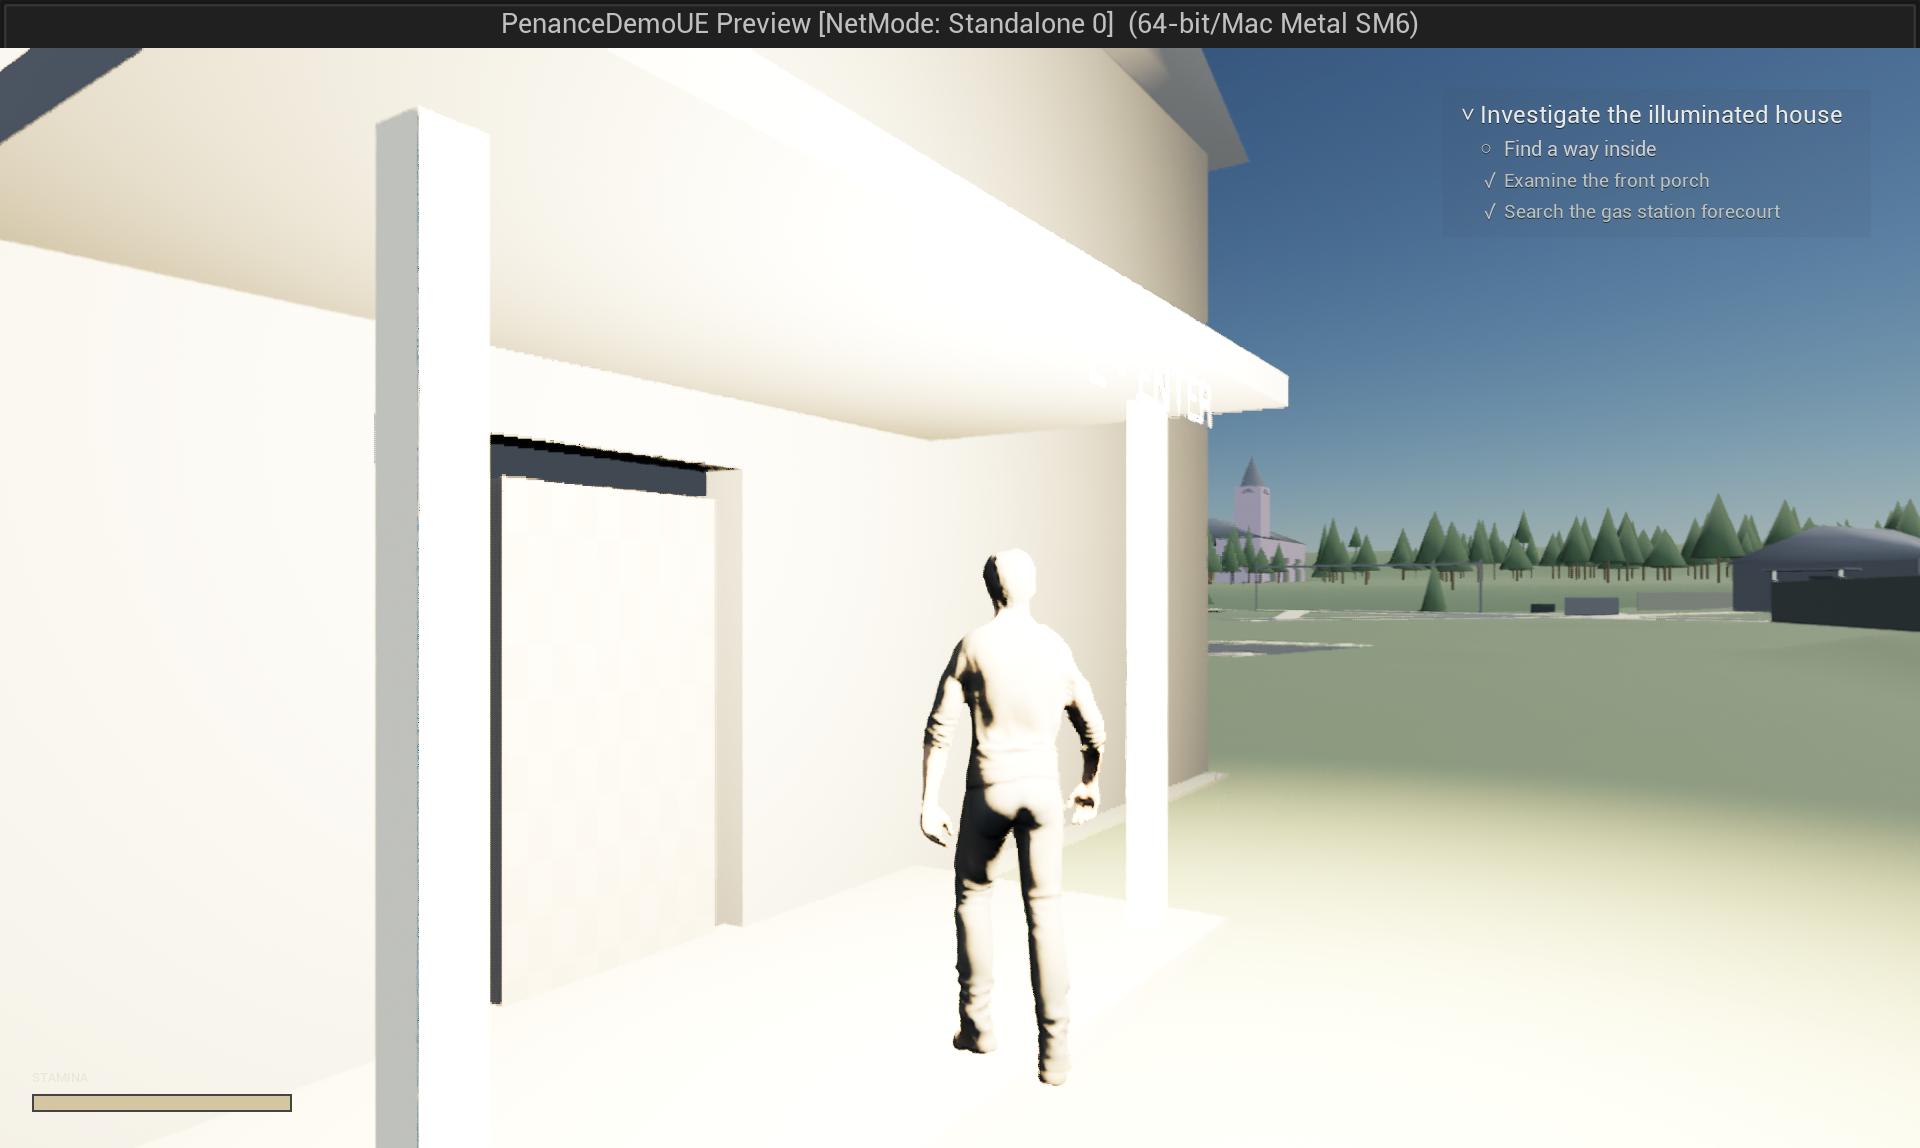 PenanceDemoUE Preview [NetMode: Standalone 0] (64-bit/Mac Metal SM6)
Investigate the illuminated house
Find a way inside
Examine the front porch
Search the gas station forecourt
ENTER
STAMINA